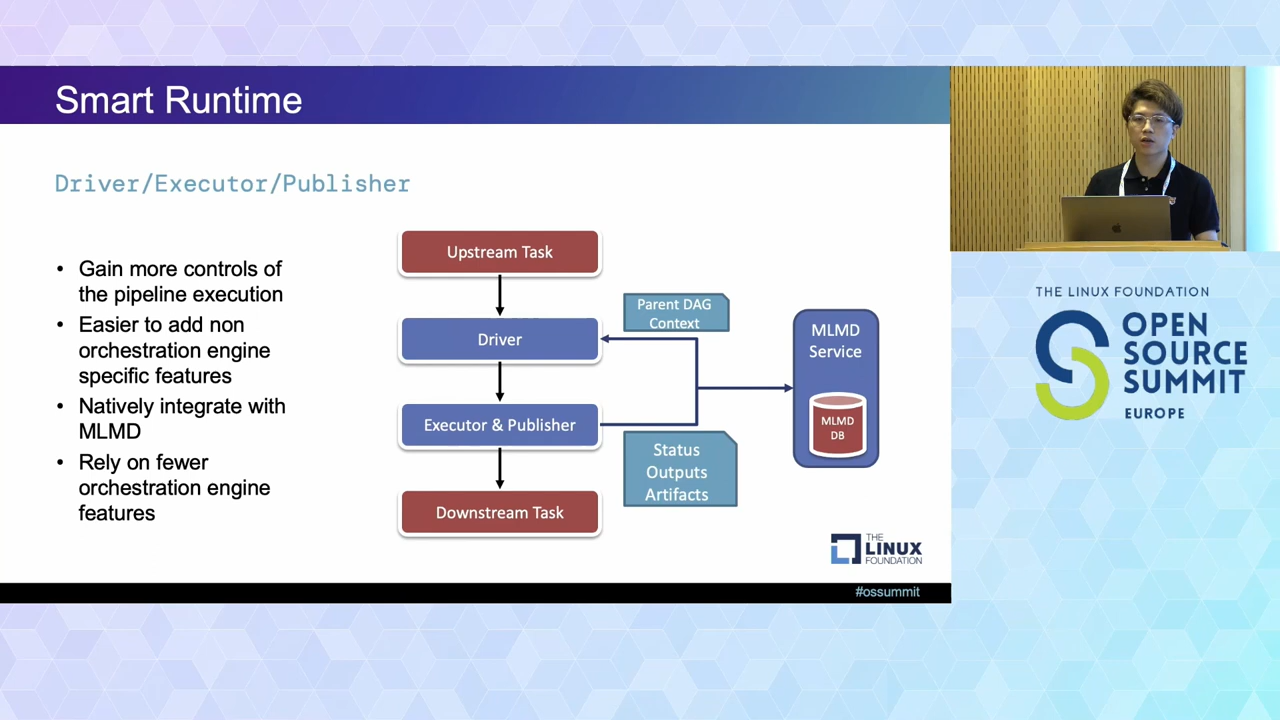 Smart Runtime
Driver/Executor/Publisher
• Gain more controls of
the pipeline execution
• Easier to add non
orchestration engine
specific features
• Natively integrate with
MLMD
• Rely on fewer
orchestration engine
features
Upstream Task
Driver
Executor & Publisher
Downstream Task
Parent DAG
Context
Status
Outputs
Artifacts
MLMD
Service
MLMD
DB
THE
LINUX
FOUNDATION
#ossummit
THE LINUX FOUNDATION
OPEN
SOURCE
SUMMIT
EUROPE